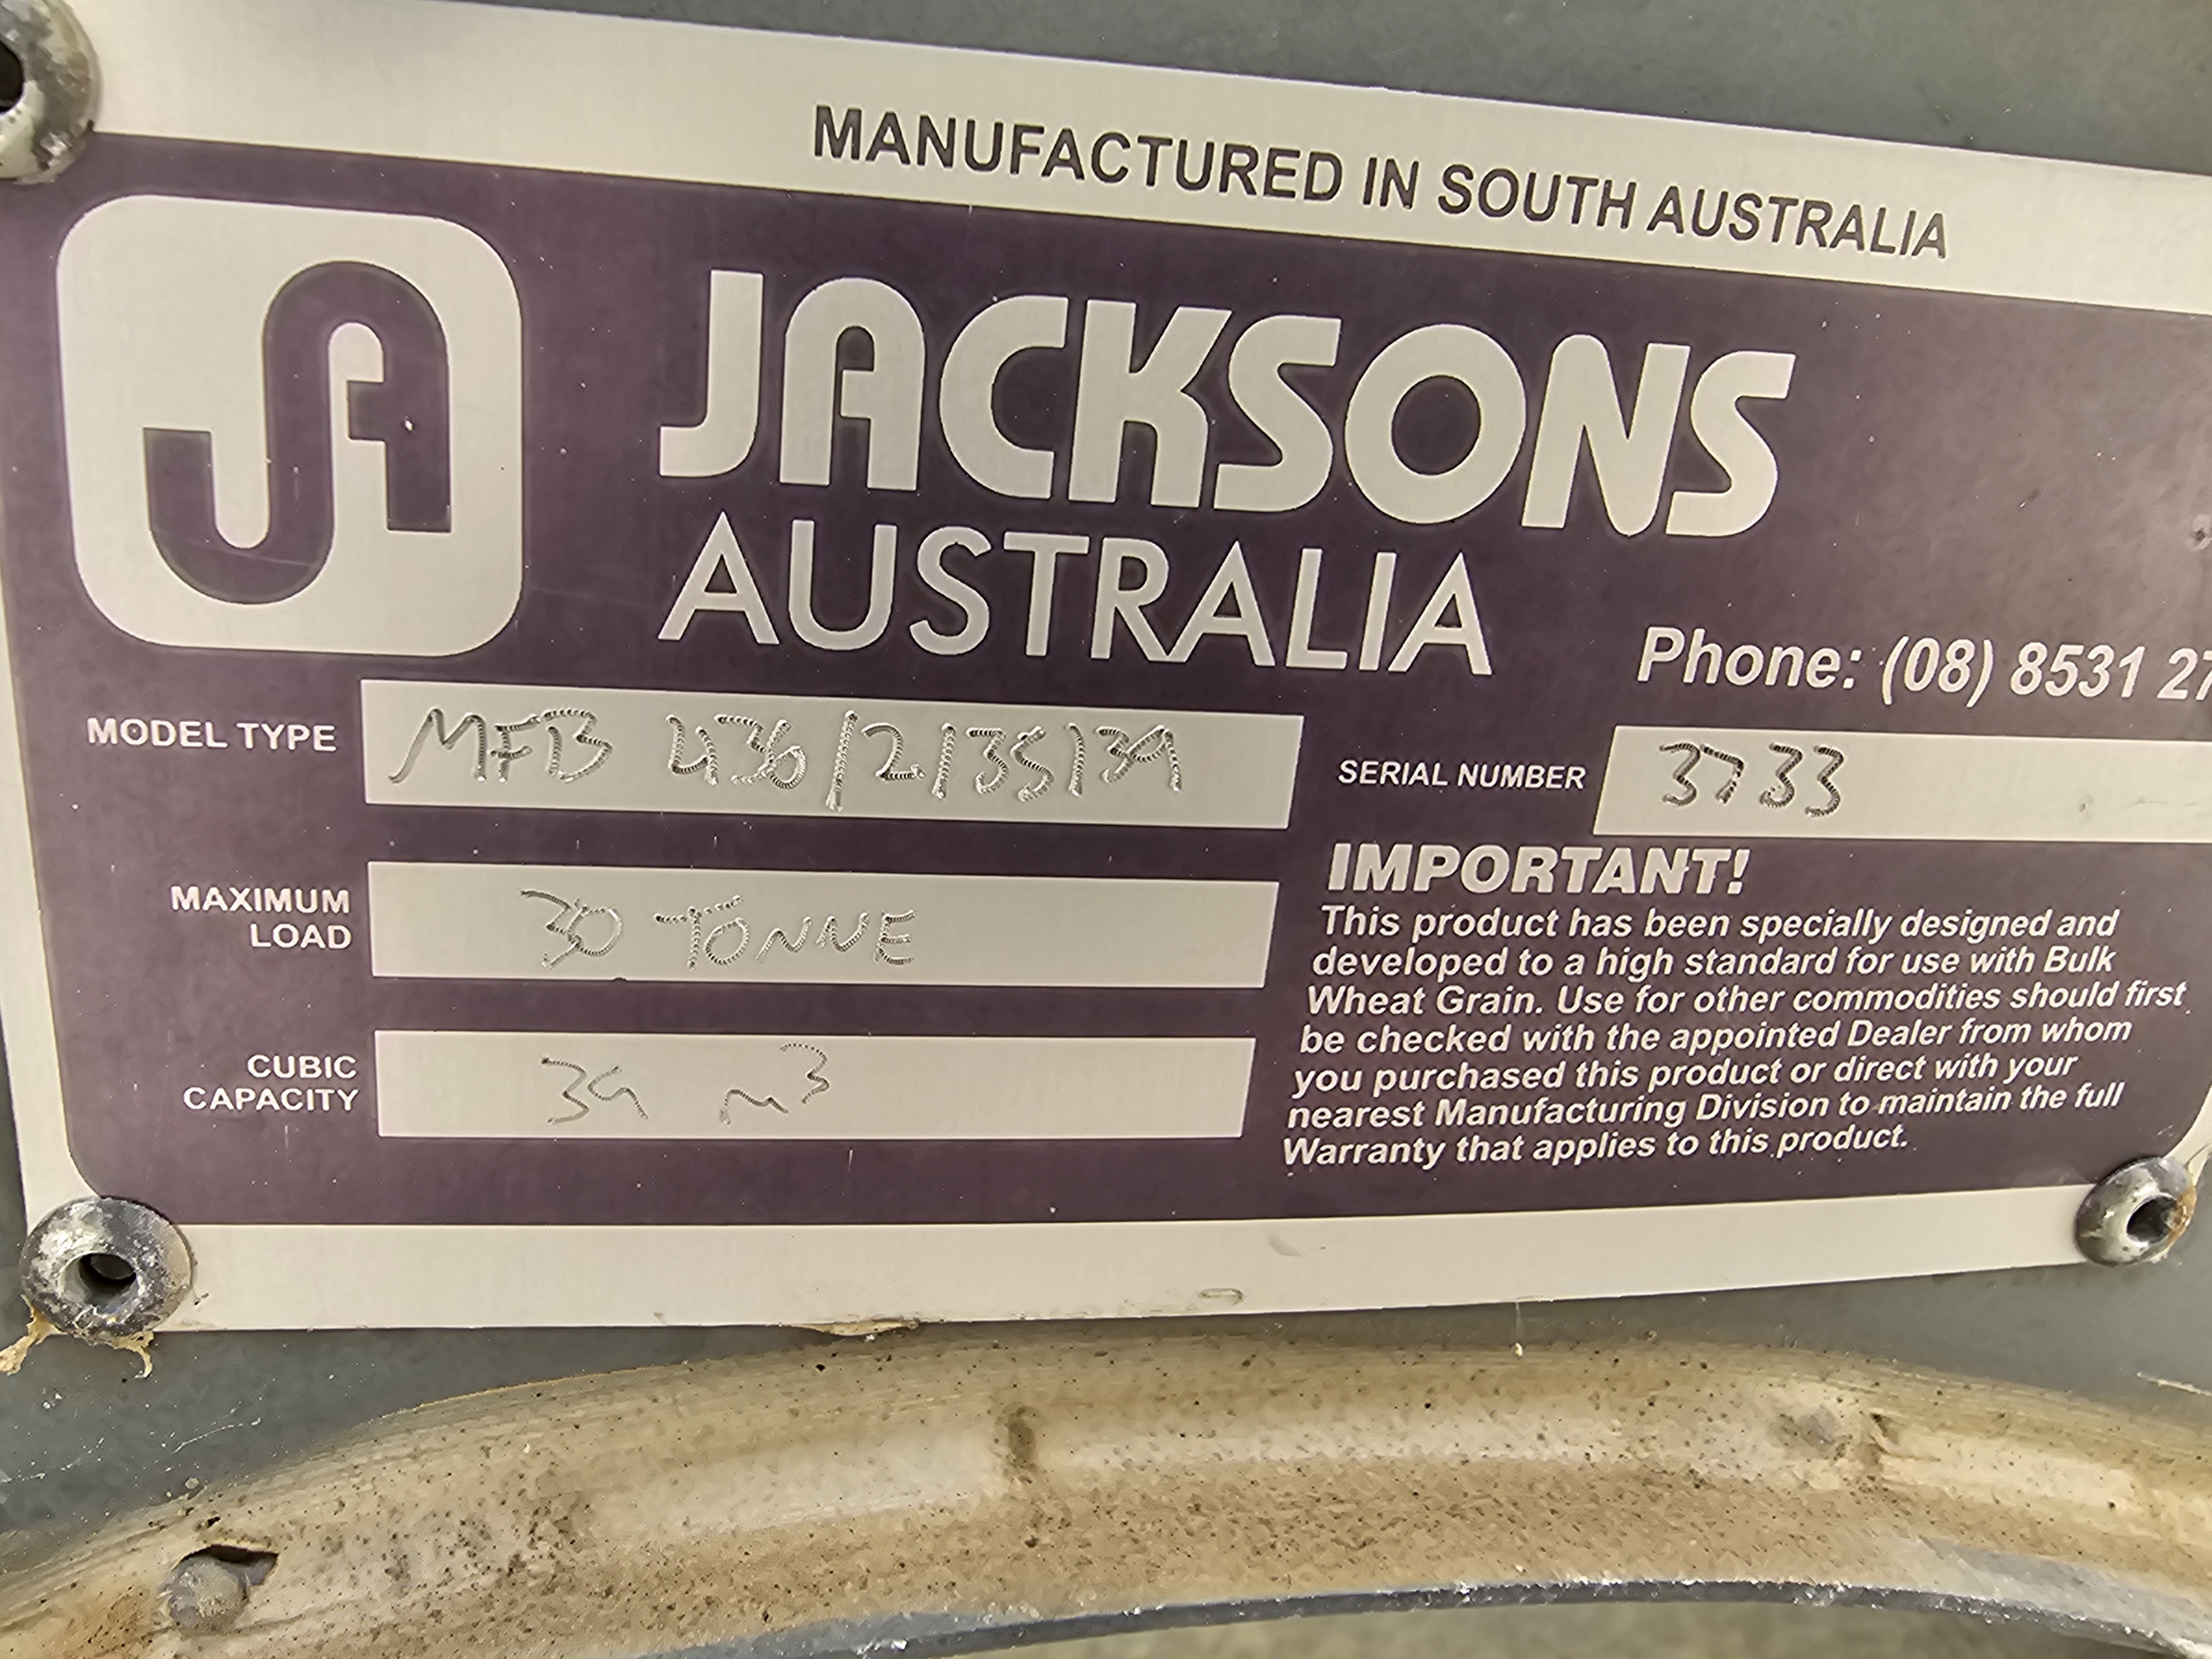 MANUFACTURED IN SOUTH AUSTRALIA
JA
JACKSONS
AUSTRALIA
Phone: (08) 8531 27
MODEL TYPE MFB 436/2/35/39
SERIAL NUMBER 3733
MAXIMUM
LOAD
30 TONNE
CUBIC
CAPACITY
39 m³
IMPORTANT!
This product has been specially designed and
developed to a high standard for use with Bulk
Wheat Grain. Use for other commodities should first
be checked with the appointed Dealer from whom
you purchased this product or direct with your
nearest Manufacturing Division to maintain the full
Warranty that applies to this product.